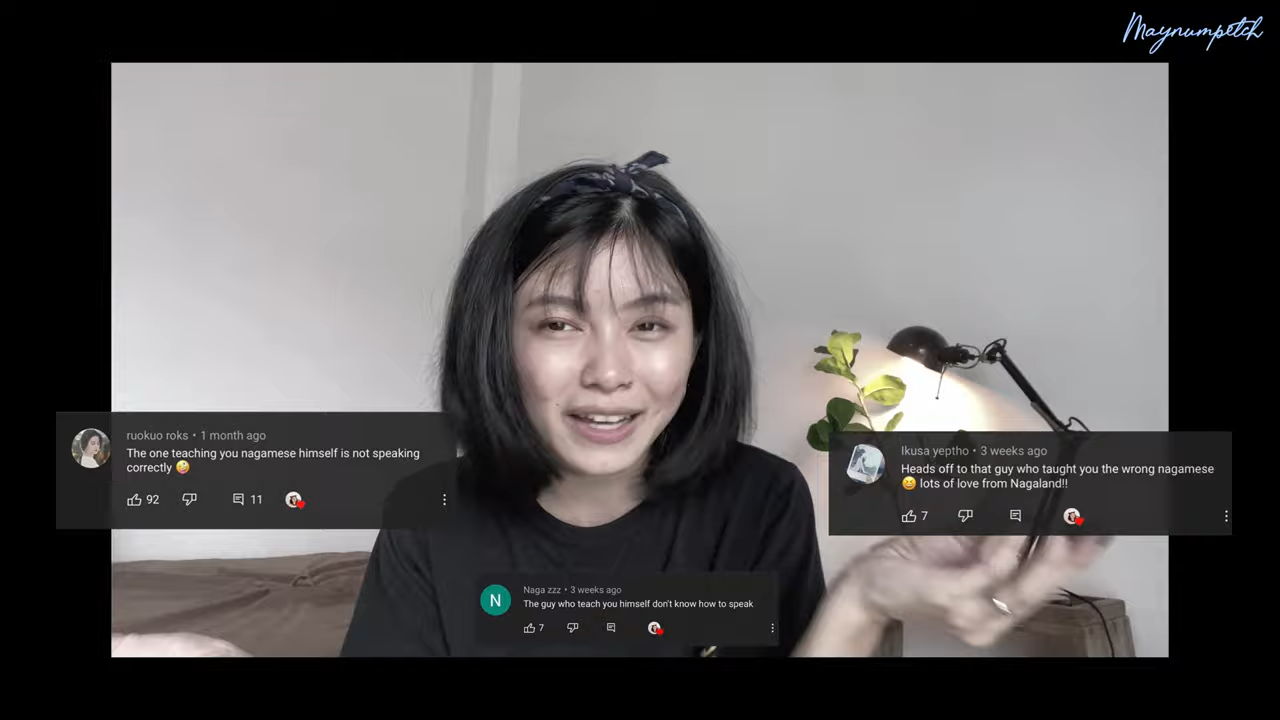 Maynumpetch
ruokuo roks • 1 month ago
The one teaching you nagamese himself is not speaking
correctly 🤪
92 11
Ikusa yeptho • 3 weeks ago
Heads off to that guy who taught you the wrong nagamese
😆 lots of love from Nagaland!!
7
N
Naga zzz • 3 weeks ago
The guy who teach you himself don't know how to speak
7